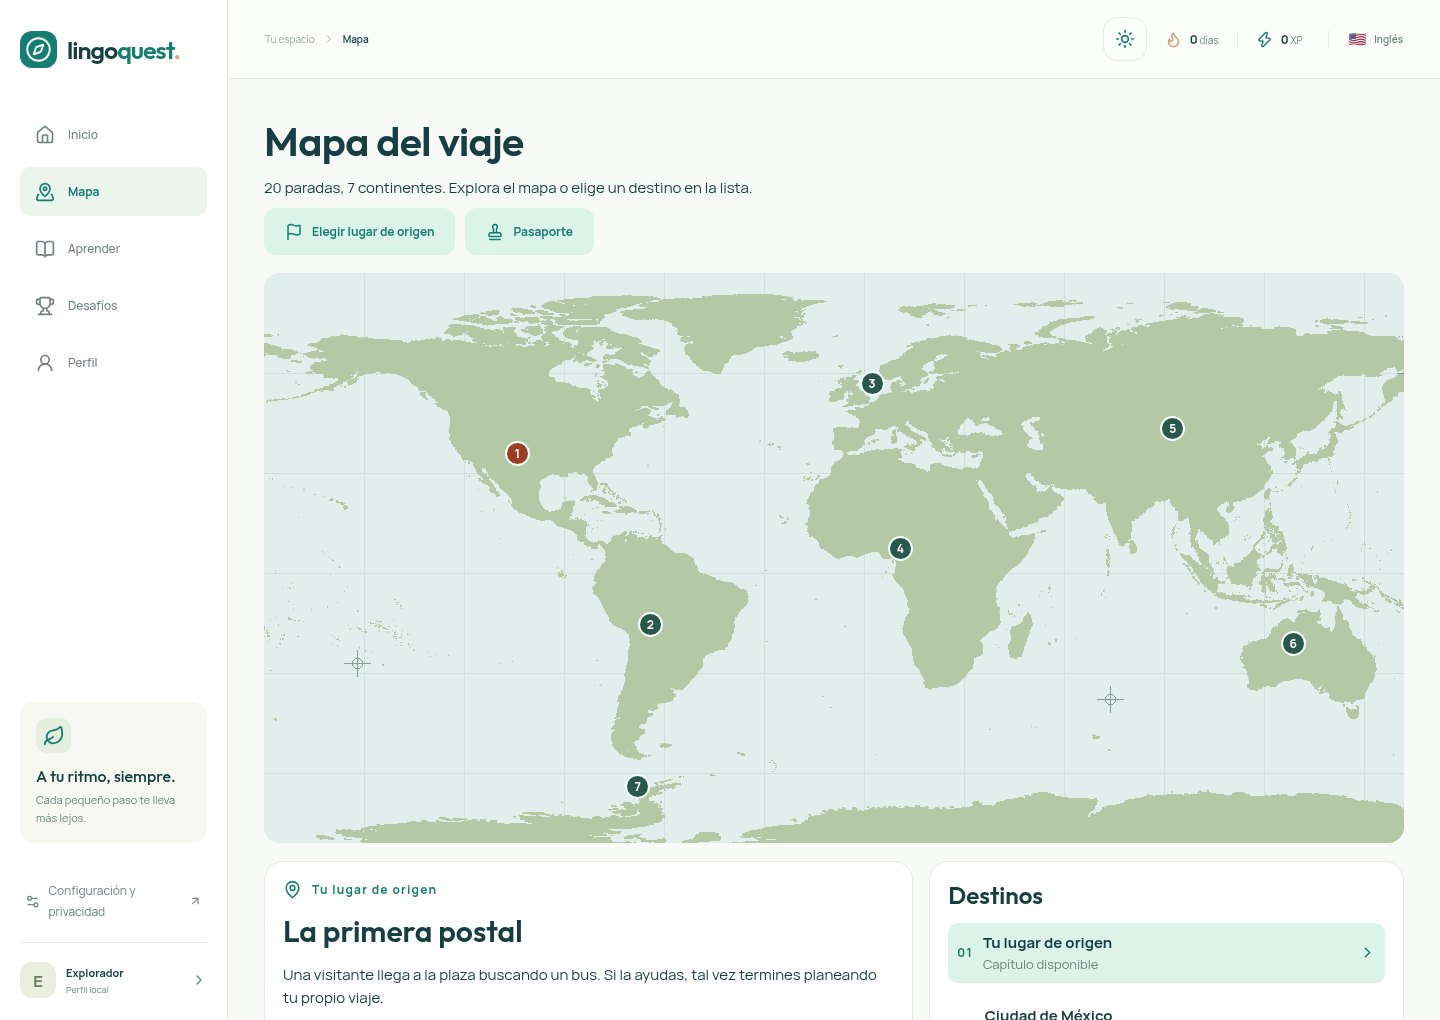 lingoquest.
Tu espacio > Mapa
0 días
0 XP
Inglés
Inicio
Mapa
Aprender
Desafíos
Perfil
A tu ritmo, siempre.
Cada pequeño paso te lleva
más lejos.
Configuración y
privacidad
E
Explorador
Perfil local
Mapa del viaje
20 paradas, 7 continentes. Explora el mapa o elige un destino en la lista.
Elegir lugar de origen
Pasaporte
3
5
1
4
2
6
7
Tu lugar de origen
La primera postal
Una visitante llega a la plaza buscando un bus. Si la ayudas, tal vez termines planeando
tu propio viaje.
Destinos
01
Tu lugar de origen
Capítulo disponible
Ciudad de México